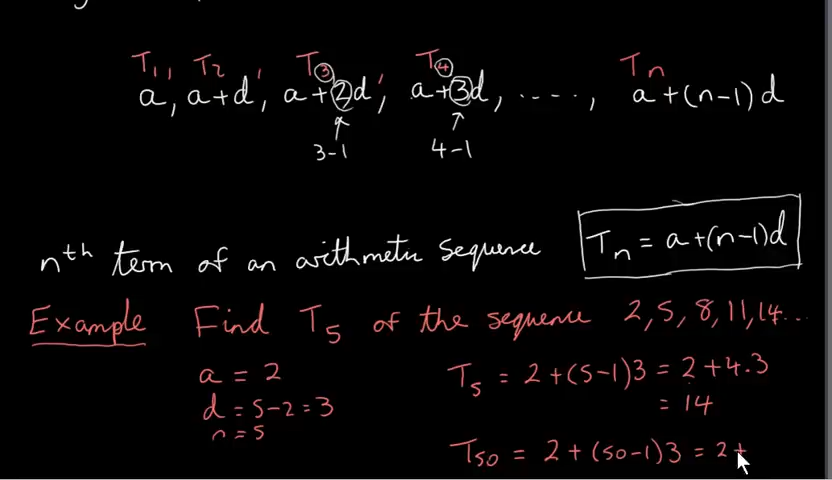 T₁, T₂, T③, T④ Tₙ
a, a+d, a+②d, a+③d, ....., a+(n-1)d
3-1 4-1
nᵗʰ term of an arithmetic sequence Tₙ = a+(n-1)d
Example Find T₅ of the sequence 2,5,8,11,14...
a = 2 T₅ = 2+(5-1)3 = 2+4.3
d = 5-2=3 = 14
n=5
T₅₀ = 2+(50-1)3 = 2+